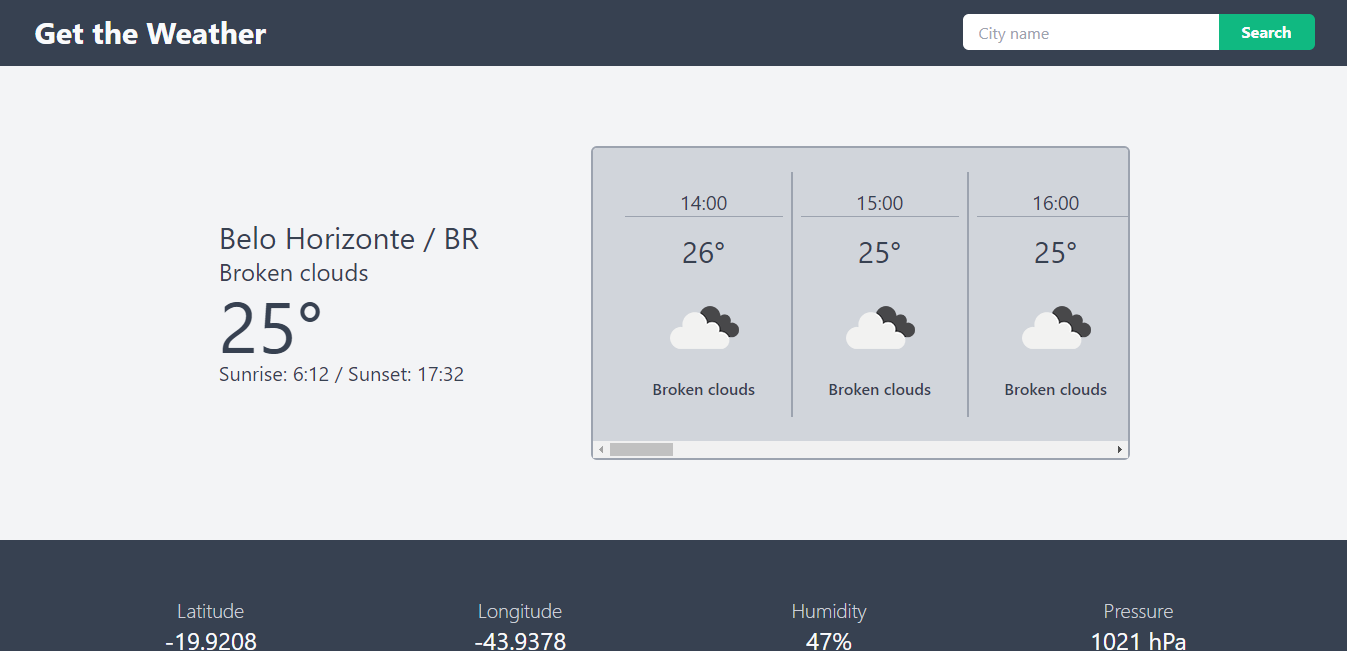 Get the Weather
City name
Search
Belo Horizonte / BR
Broken clouds
25°
Sunrise: 6:12 / Sunset: 17:32
14:00
26°
Broken clouds
15:00
25°
Broken clouds
16:00
25°
Broken clouds
Latitude
-19.9208
Longitude
-43.9378
Humidity
47%
Pressure
1021 hPa